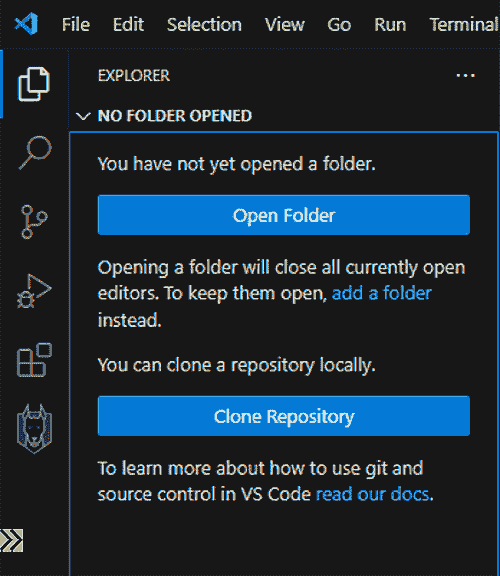 File Edit Selection View Go Run Terminal
EXPLORER
NO FOLDER OPENED
You have not yet opened a folder.
Open Folder
Opening a folder will close all currently open
editors. To keep them open, add a folder
instead.
You can clone a repository locally.
Clone Repository
To learn more about how to use git and
source control in VS Code read our docs.